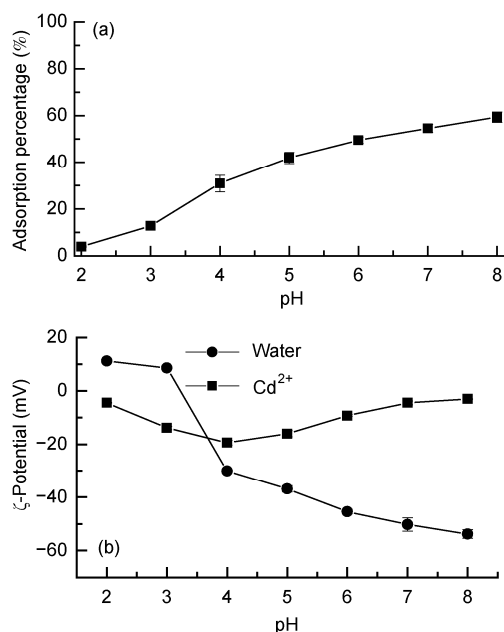 (a)
Adsorption percentage (%)
100
80
60
40
20
0
2 3 4 5 6 7 8
pH
ζ-Potential (mV)
20
0
−20
−40
−60
Water
Cd²⁺
(b)
2 3 4 5 6 7 8
pH